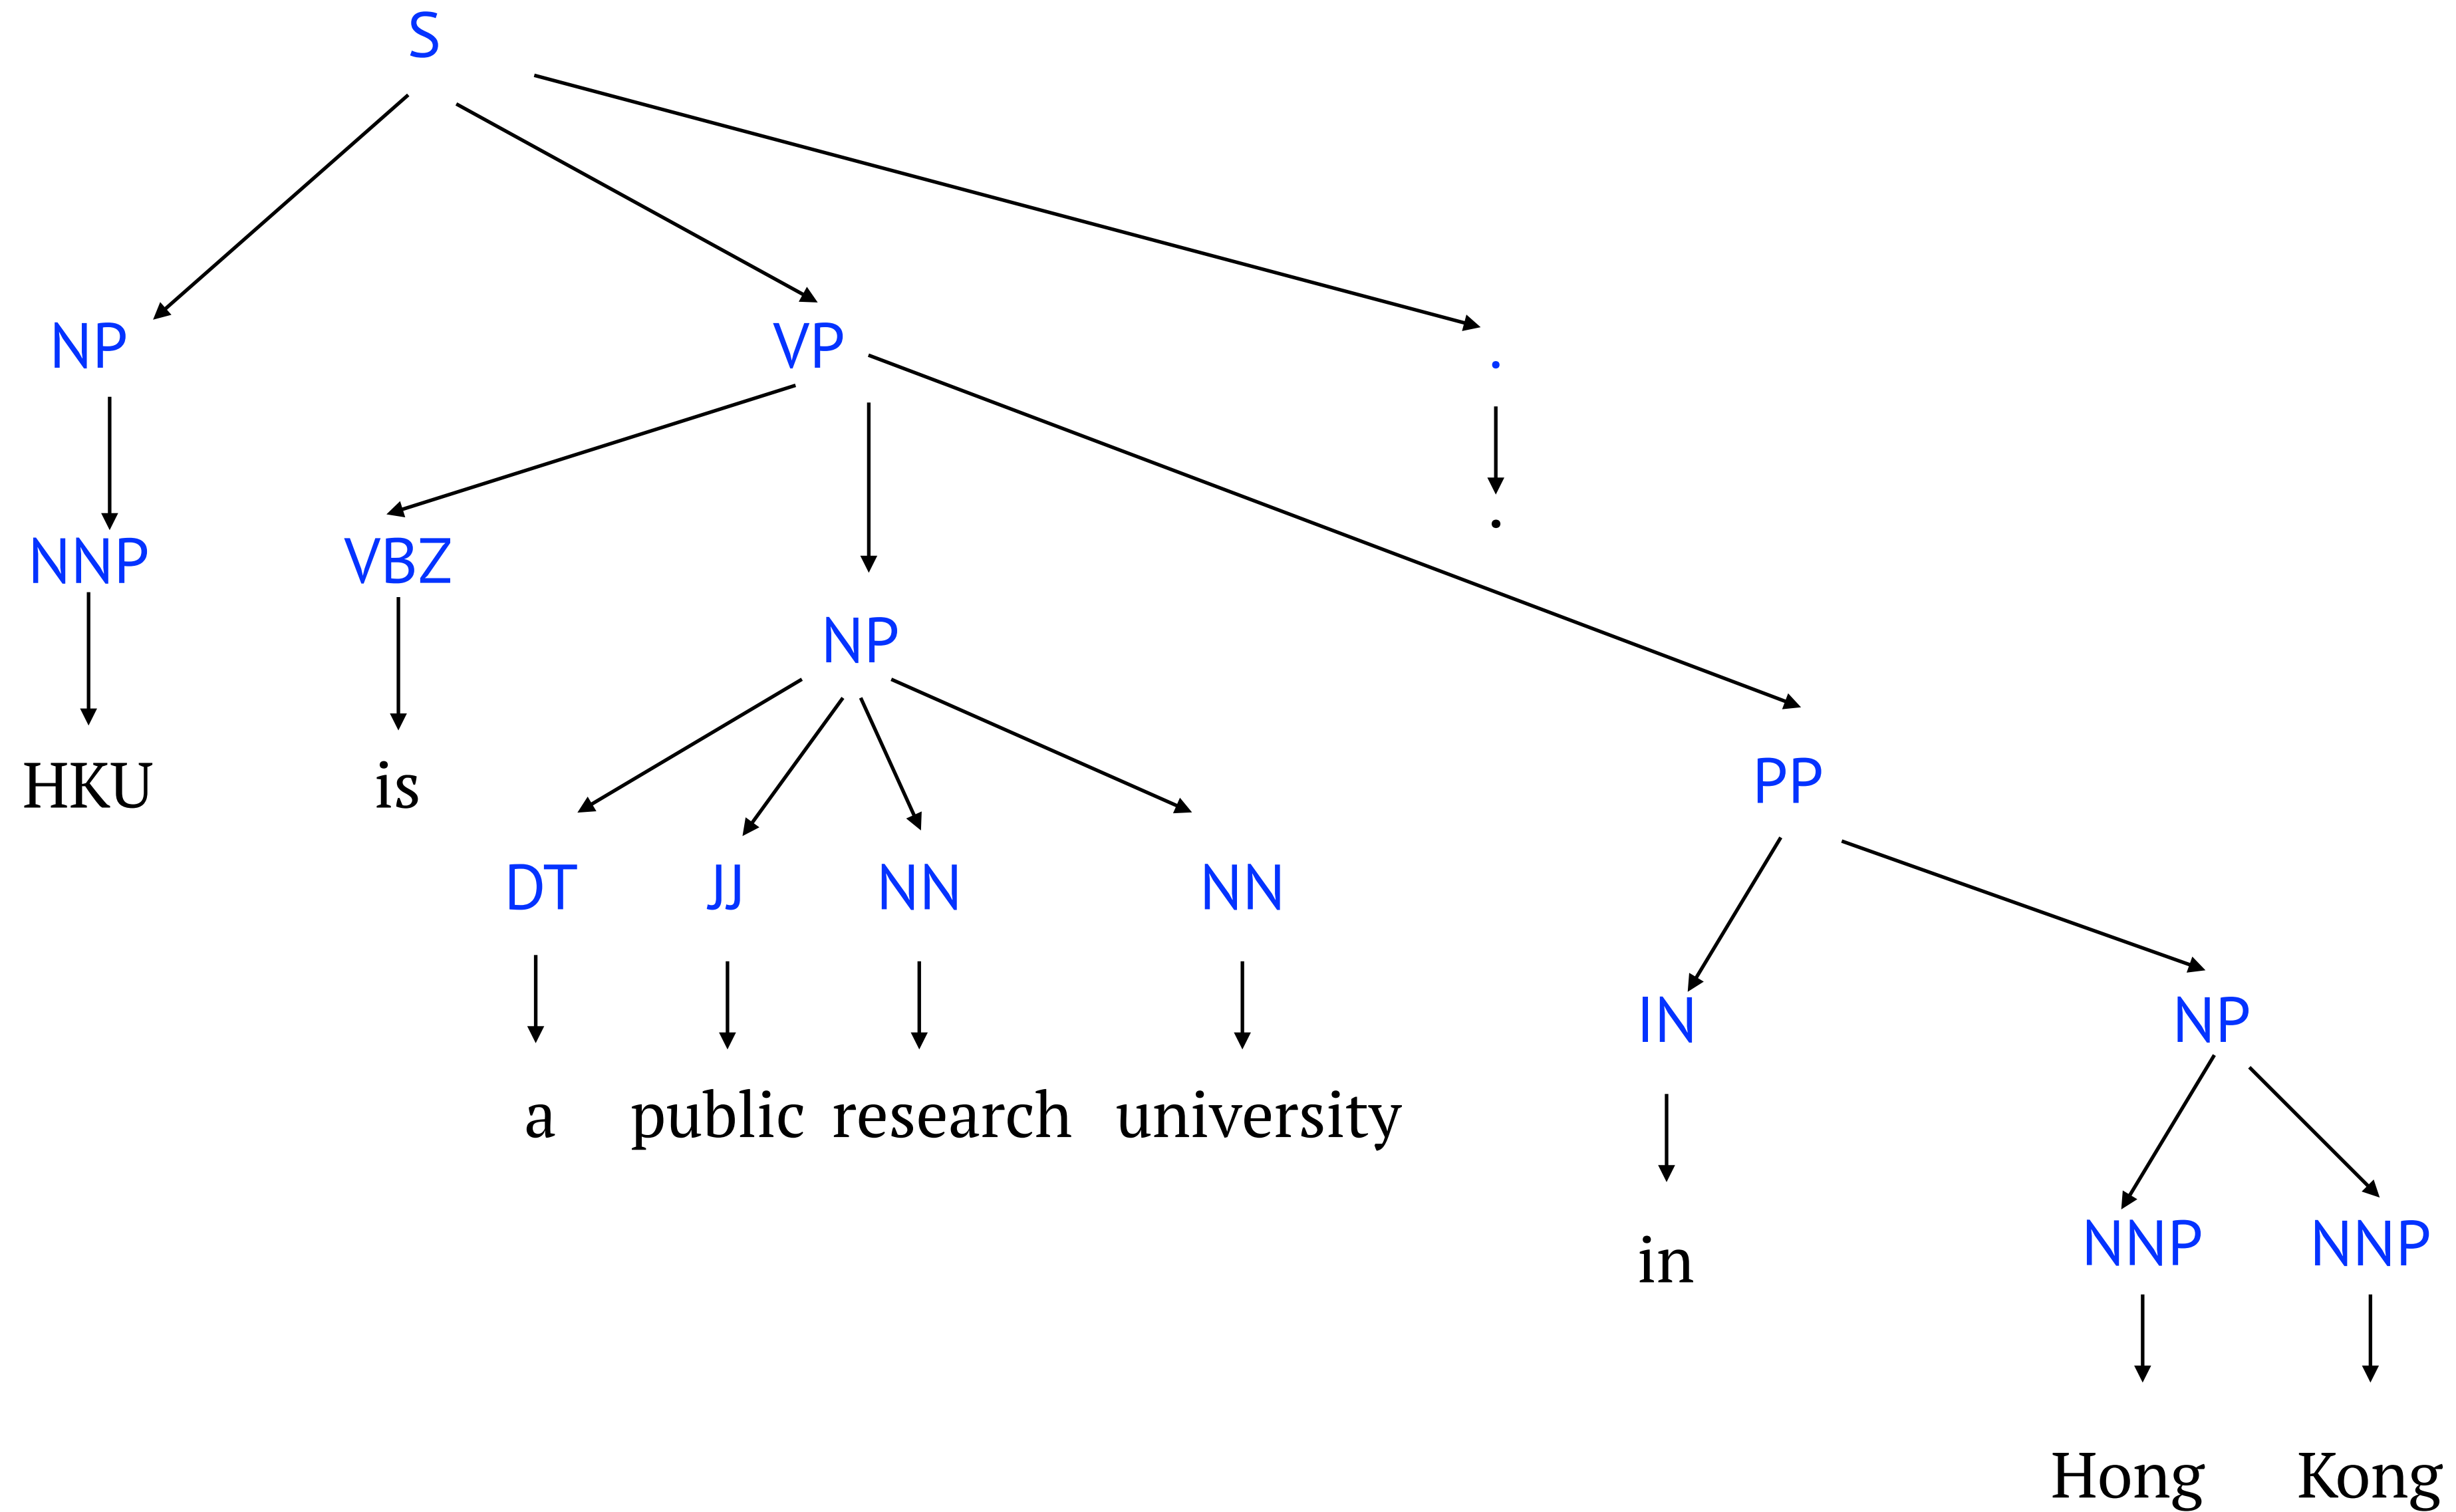 S
NP VP .
NNP VBZ .
NP
HKU is PP
DT JJ NN NN
IN NP
a public research university
NNP NNP
in
Hong Kong